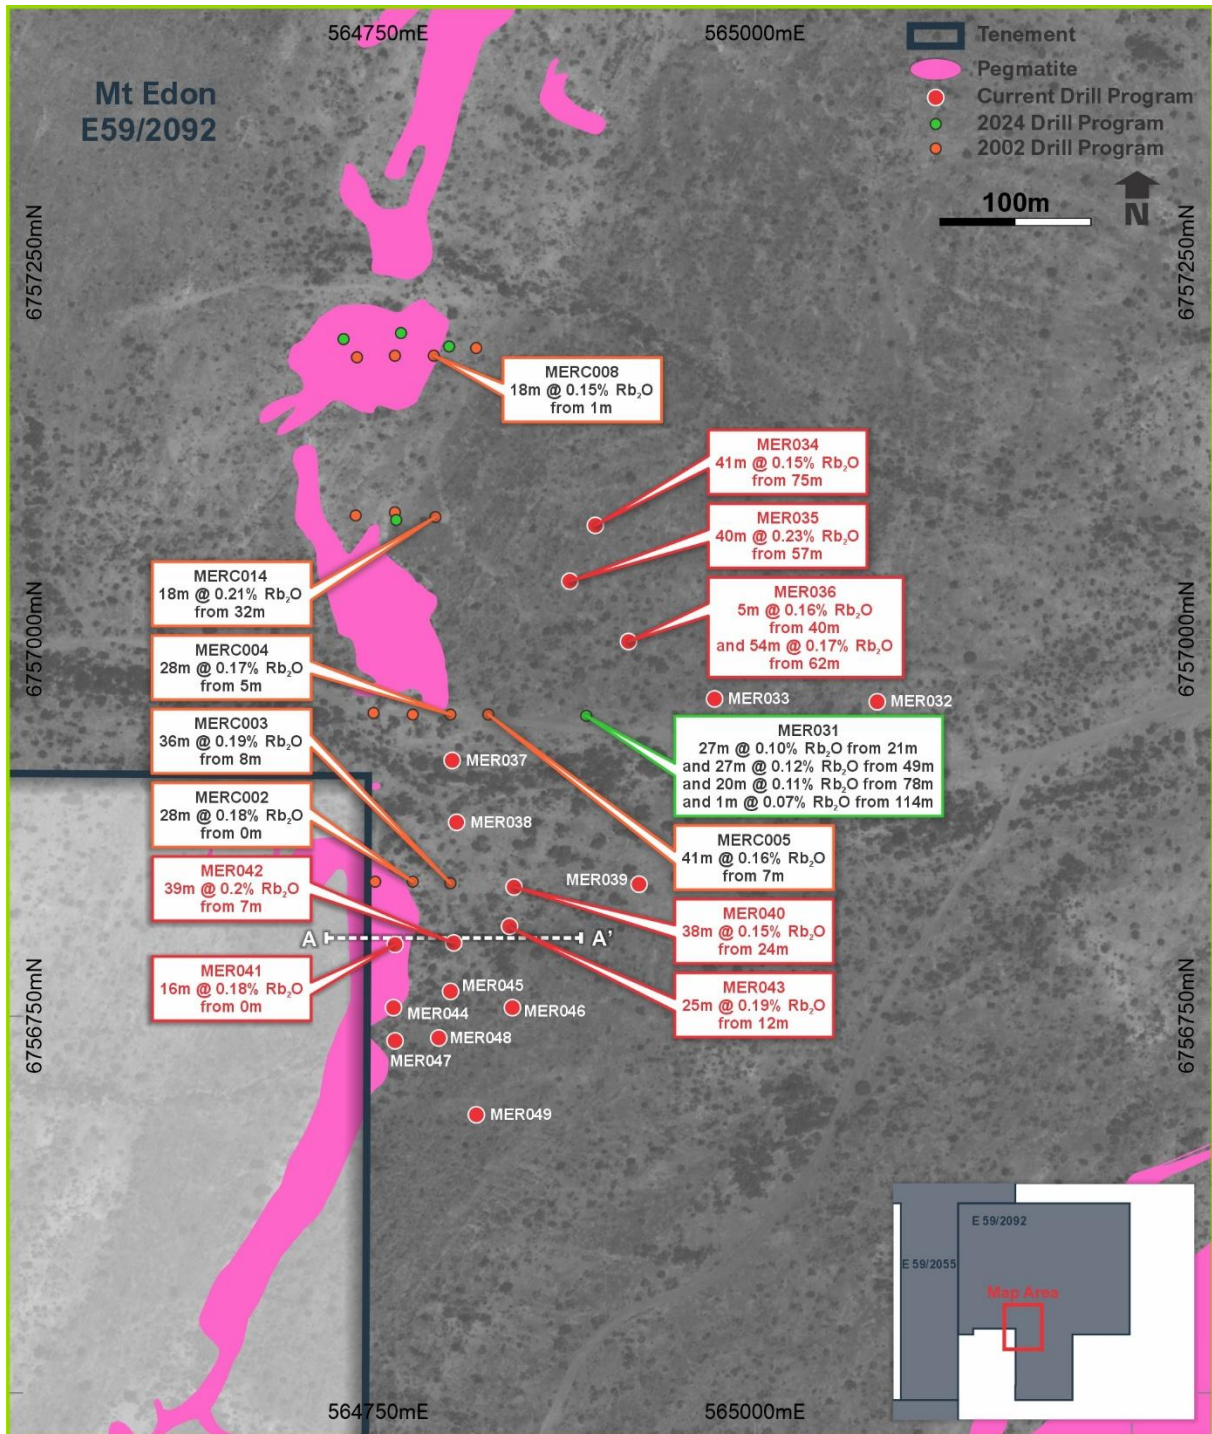 564750mE
565000mE
Mt Edon
E59/2092
Tenement
Pegmatite
Current Drill Program
2024 Drill Program
2002 Drill Program
100m
N
6757250mN
6757250mN
MERC008
18m @ 0.15% Rb₂O
from 1m
MER034
41m @ 0.15% Rb₂O
from 75m
MER035
40m @ 0.23% Rb₂O
from 57m
MERC014
18m @ 0.21% Rb₂O
from 32m
MER036
5m @ 0.16% Rb₂O
from 40m
and 54m @ 0.17% Rb₂O
from 62m
6757000mN
6757000mN
MERC004
28m @ 0.17% Rb₂O
from 5m
MER033
MER032
MERC003
36m @ 0.19% Rb₂O
from 8m
MER031
27m @ 0.10% Rb₂O from 21m
and 27m @ 0.12% Rb₂O from 49m
and 20m @ 0.11% Rb₂O from 78m
and 1m @ 0.07% Rb₂O from 114m
MER037
MERC002
28m @ 0.18% Rb₂O
from 0m
MER038
MERC005
41m @ 0.16% Rb₂O
from 7m
MER042
39m @ 0.2% Rb₂O
from 7m
MER039
MER040
38m @ 0.15% Rb₂O
from 24m
A
A'
MER041
16m @ 0.18% Rb₂O
from 0m
MER043
25m @ 0.19% Rb₂O
from 12m
MER045
MER044
MER046
6756750mN
6756750mN
MER048
MER047
MER049
E 59/2092
E 59/2055
Map Area
564750mE
565000mE